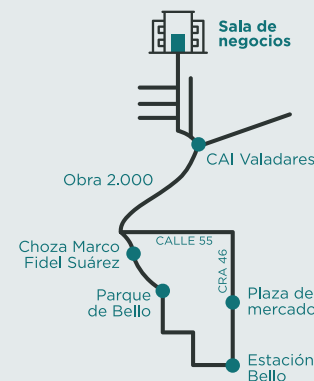 Sala de
negocios
CAI Valadares
Obra 2.000
CALLE 55
Choza Marco
Fidel Suárez
CRA 46
Parque
de Bello
Plaza de
mercado
Estación
Bello